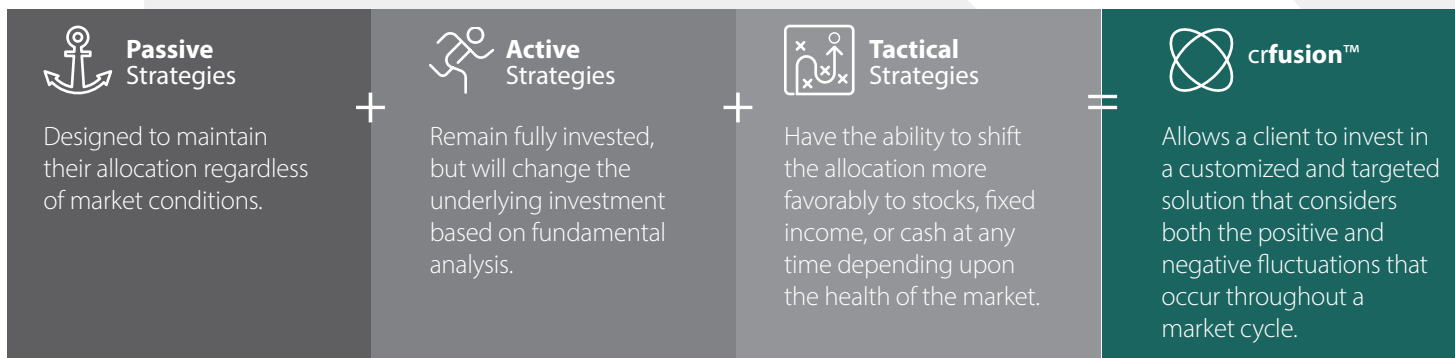 Passive
Strategies
Designed to maintain
their allocation regardless
of market conditions.
+
Active
Strategies
Remain fully invested,
but will change the
underlying investment
based on fundamental
analysis.
+
Tactical
Strategies
Have the ability to shift
the allocation more
favorably to stocks, fixed
income, or cash at any
time depending upon
the health of the market.
=
crfusion™
Allows a client to invest in
a customized and targeted
solution that considers
both the positive and
negative fluctuations that
occur throughout a
market cycle.